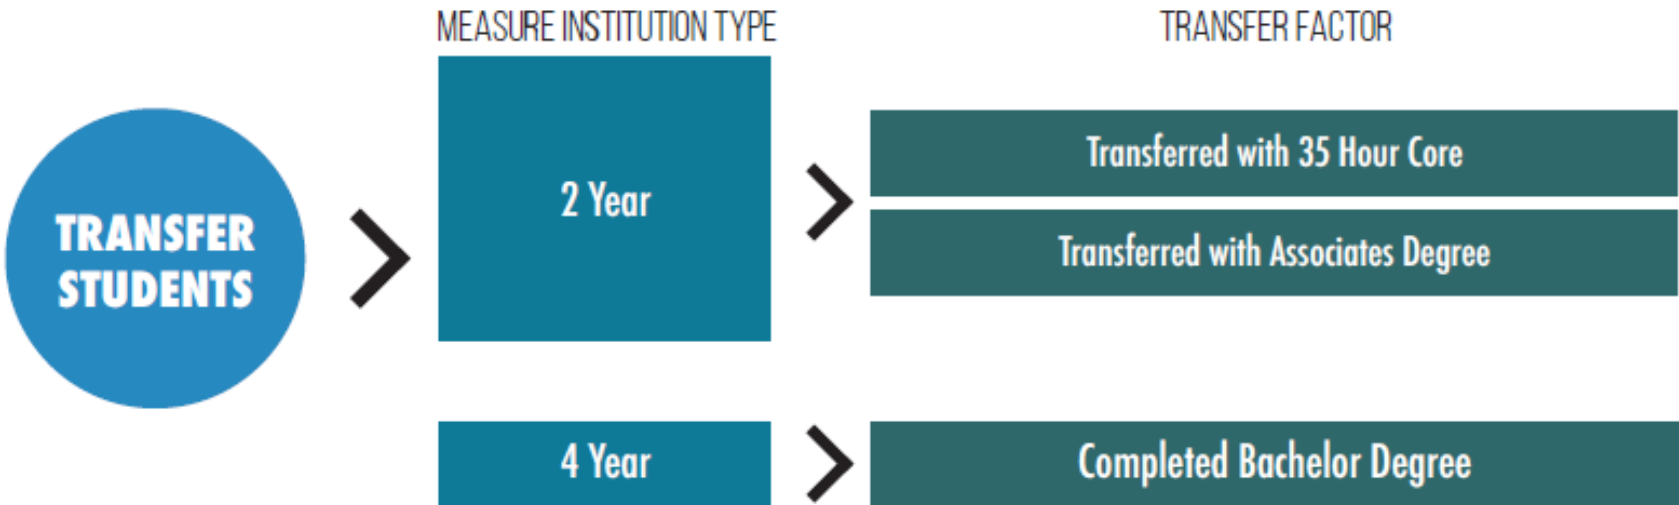 MEASURE INSTITUTION TYPE
TRANSFER FACTOR
TRANSFER
STUDENTS
2 Year
Transferred with 35 Hour Core
Transferred with Associates Degree
4 Year
Completed Bachelor Degree